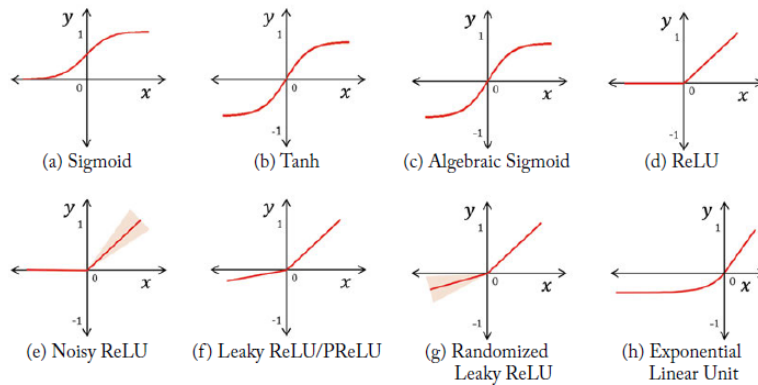 y y y y
1 1 1 1
0 x 0 x 0 x 0 x
-1 -1 -1
(a) Sigmoid (b) Tanh (c) Algebraic Sigmoid (d) ReLU
y y y y
1 1 1 1
0 x 0 x 0 x 0 x
-1 -1 -1 -1
(e) Noisy ReLU (f) Leaky ReLU/PReLU (g) Randomized (h) Exponential
Leaky ReLU Linear Unit